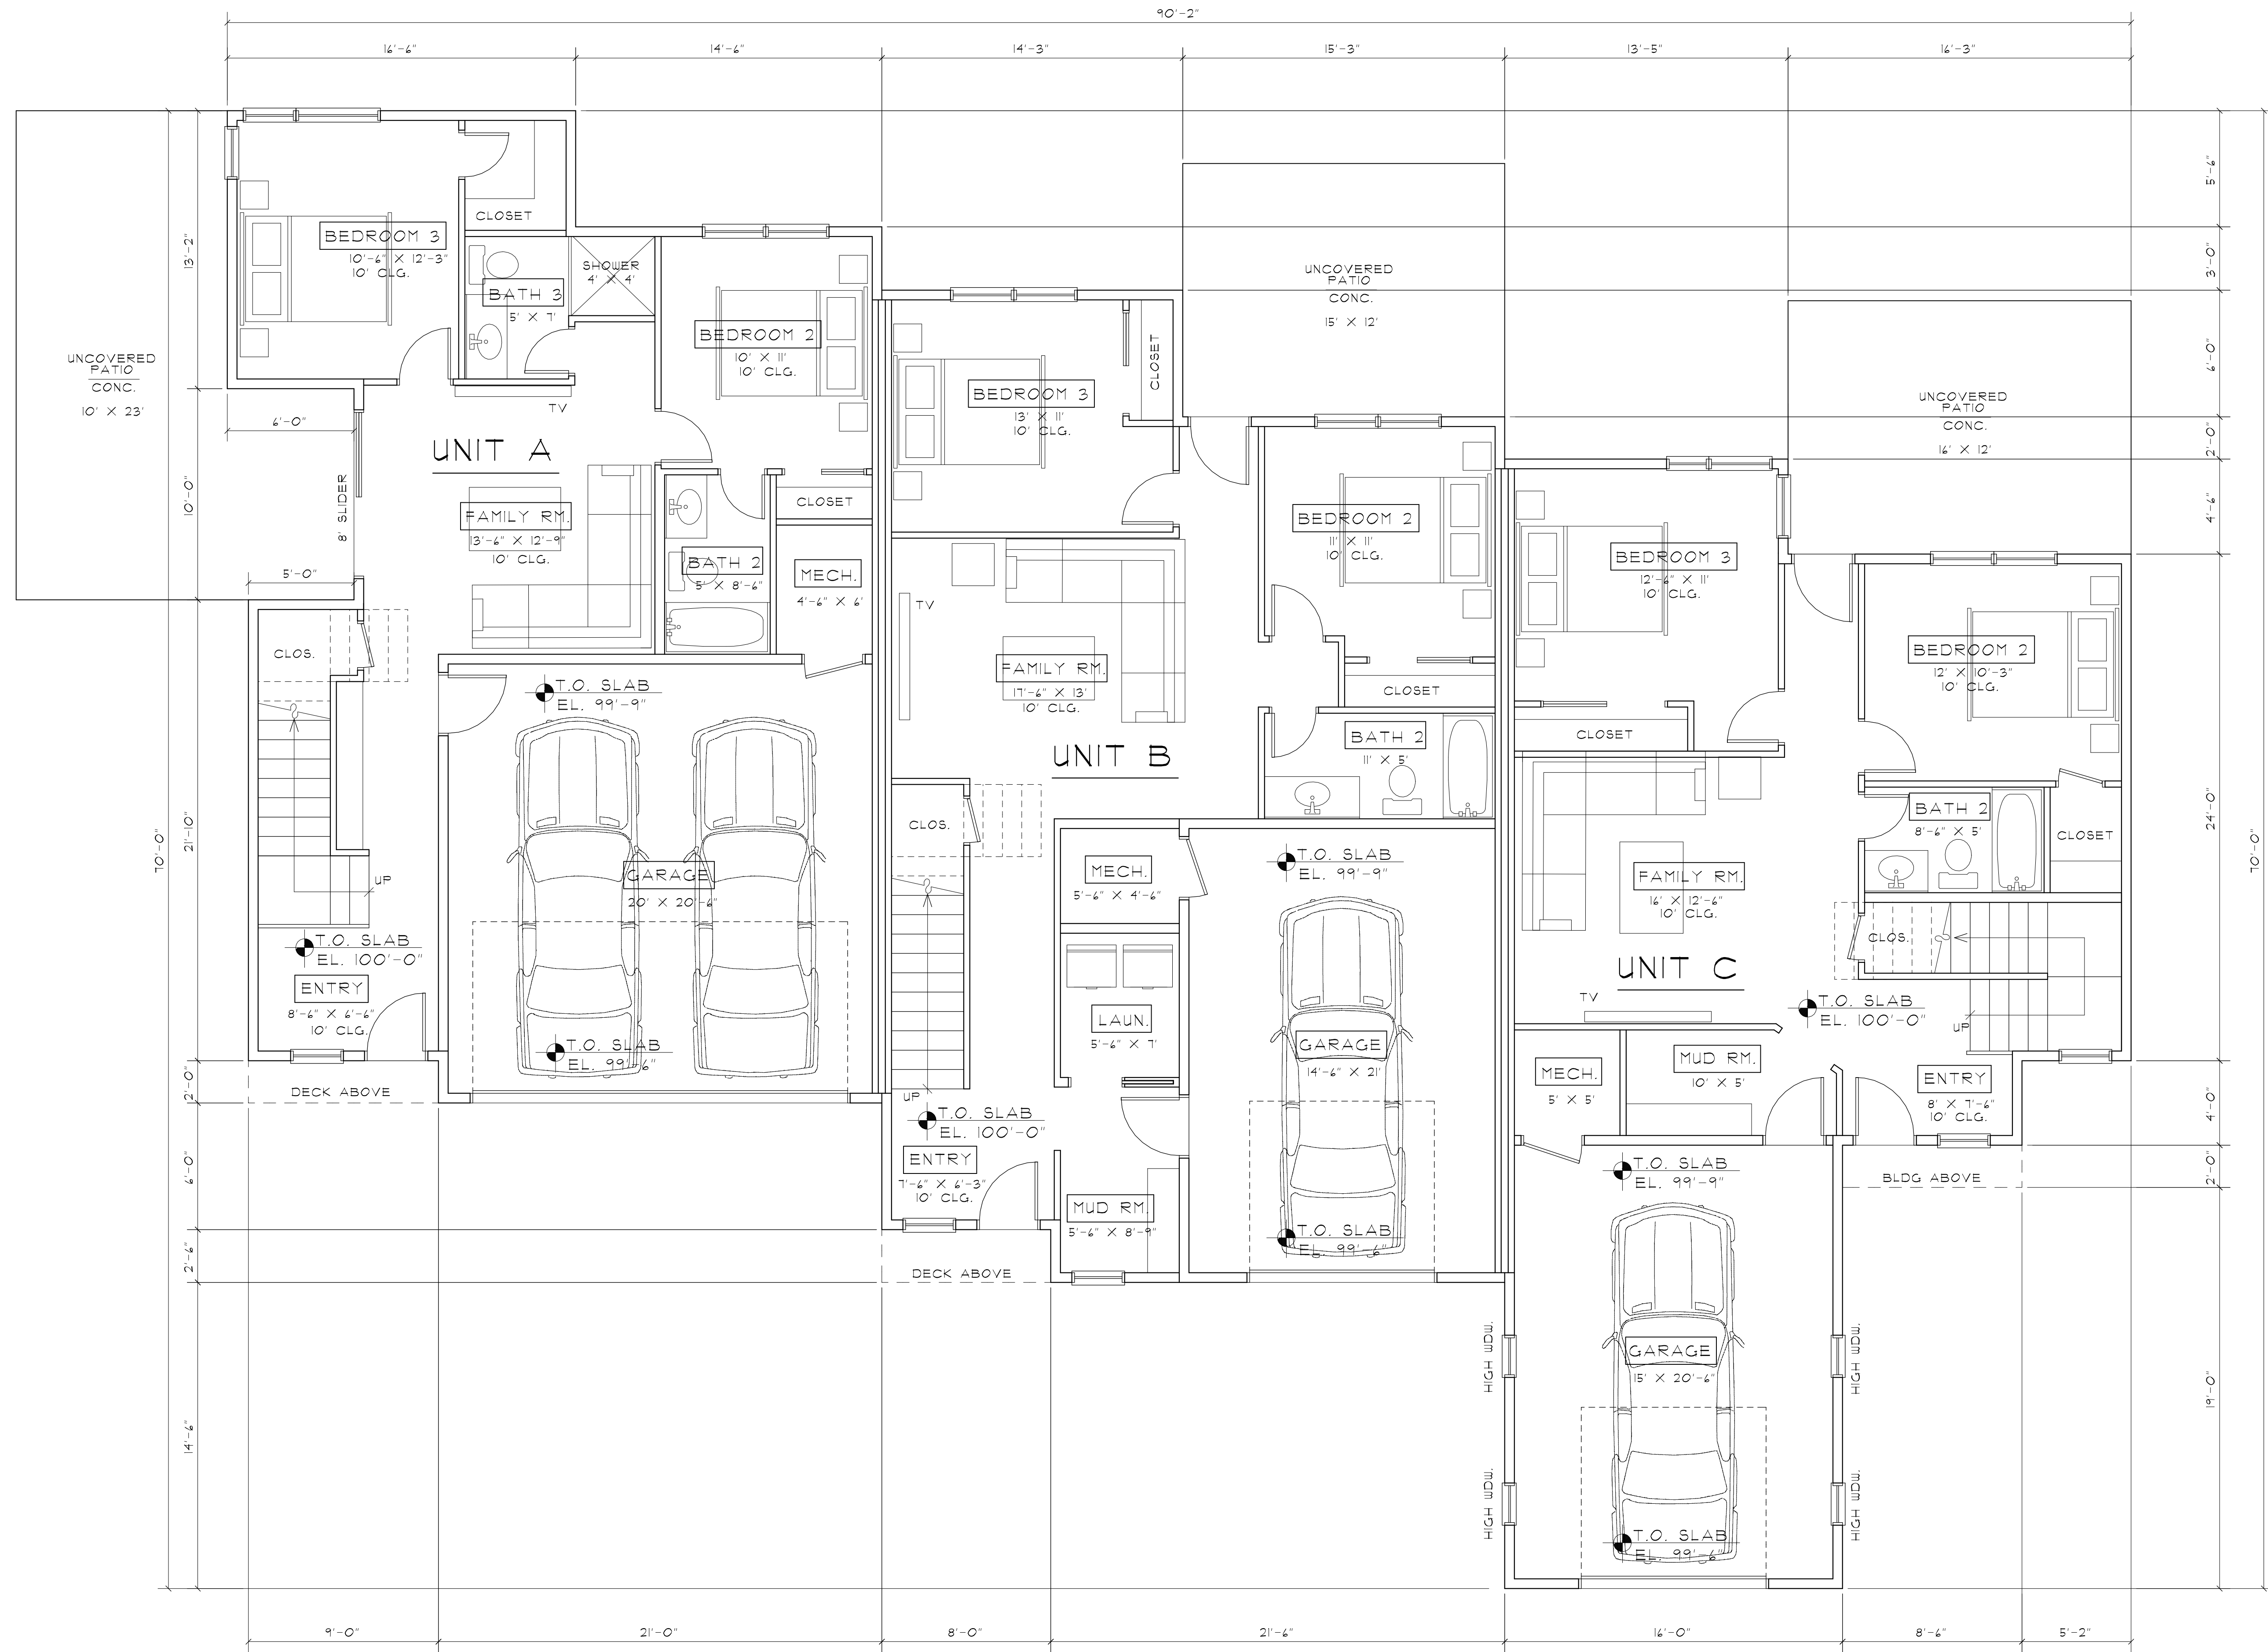 90'-2"
16'-6"
14'-6"
14'-3"
15'-3"
13'-5"
16'-3"
70'-0"
13'-2"
10'-0"
21'-10"
2'-0"
6'-0"
2'-6"
14'-6"
UNCOVERED
PATIO
CONC.
10' X 23'
6'-0"
5'-0"
8' SLIDER
BEDROOM 3
10'-6" X 12'-3"
10' CLG.
CLOSET
BATH 3
5' X 7'
SHOWER
4' X 4'
BEDROOM 2
10' X 11'
10' CLG.
TV
UNIT A
FAMILY RM.
13'-6" X 12'-9"
10' CLG.
CLOSET
BATH 2
5' X 8'-6"
MECH.
4'-6" X 6'
CLOS.
UP
T.O. SLAB
EL. 99'-9"
GARAGE
20' X 20'-6"
T.O. SLAB
EL. 100'-0"
ENTRY
8'-6" X 6'-6"
10' CLG.
T.O. SLAB
EL. 99'-6"
DECK ABOVE
UNCOVERED
PATIO
CONC.
15' X 12'
BEDROOM 3
13' X 11'
10' CLG.
CLOSET
BEDROOM 2
11' X 11'
10' CLG.
TV
FAMILY RM.
17'-6" X 13'
10' CLG.
CLOSET
UNIT B
BATH 2
11' X 5'
CLOS.
MECH.
5'-6" X 4'-6"
T.O. SLAB
EL. 99'-9"
LAUN.
5'-6" X 7'
GARAGE
14'-6" X 21'
UP
T.O. SLAB
EL. 100'-0"
ENTRY
7'-6" X 6'-3"
10' CLG.
MUD RM.
5'-6" X 8'-9"
T.O. SLAB
EL. 99'-6"
DECK ABOVE
UNCOVERED
PATIO
CONC.
16' X 12'
BEDROOM 3
12'-6" X 11'
10' CLG.
BEDROOM 2
12' X 10'-3"
10' CLG.
CLOSET
BATH 2
8'-6" X 5'
CLOSET
FAMILY RM.
16' X 12'-6"
10' CLG.
CLOS.
UNIT C
TV
T.O. SLAB
EL. 100'-0"
UP
MECH.
5' X 5'
MUD RM.
10' X 5'
ENTRY
8' X 7'-6"
10' CLG.
T.O. SLAB
EL. 99'-9"
BLDG ABOVE
HIGH WDW.
HIGH WDW.
GARAGE
15' X 20'-6"
HIGH WDW.
HIGH WDW.
T.O. SLAB
EL. 99'-6"
5'-6"
3'-0"
6'-0"
2'-0"
4'-6"
24'-0"
4'-0"
2'-0"
19'-0"
70'-0"
9'-0"
21'-0"
8'-0"
21'-6"
16'-0"
8'-6"
5'-2"